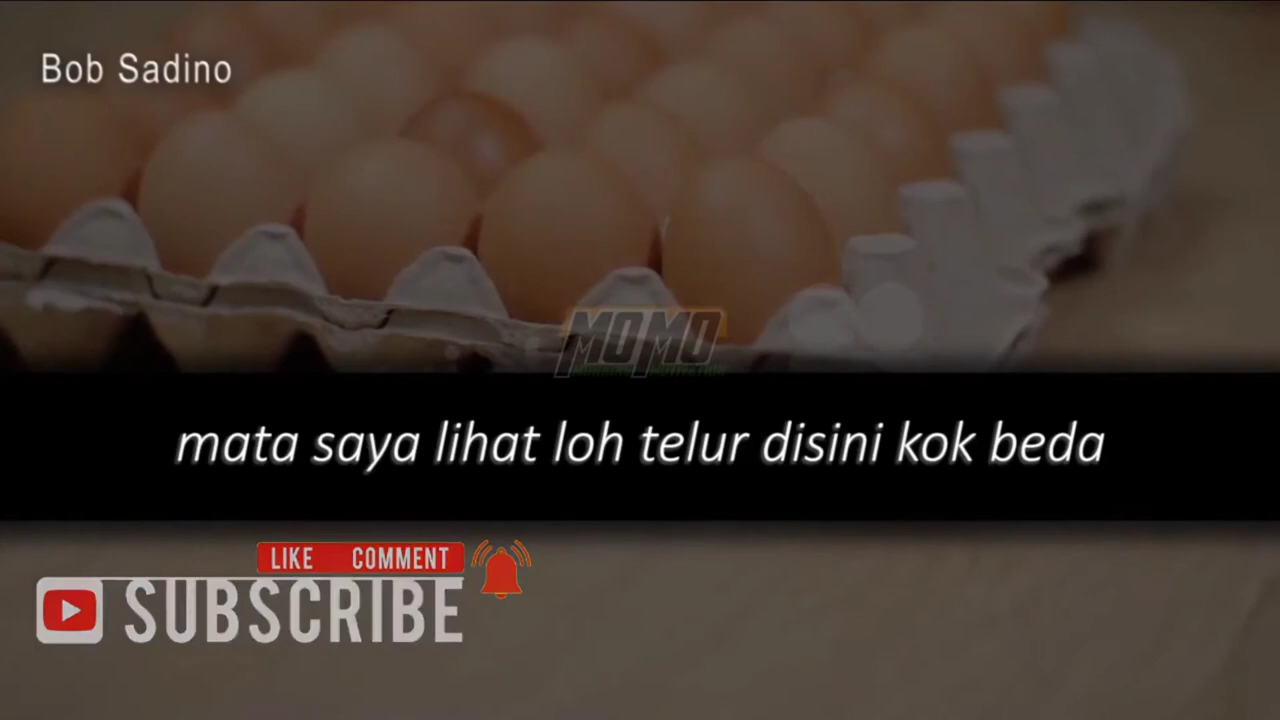 Bob Sadino
MOMO
mata saya lihat loh telur disini kok beda
LIKE COMMENT
SUBSCRIBE